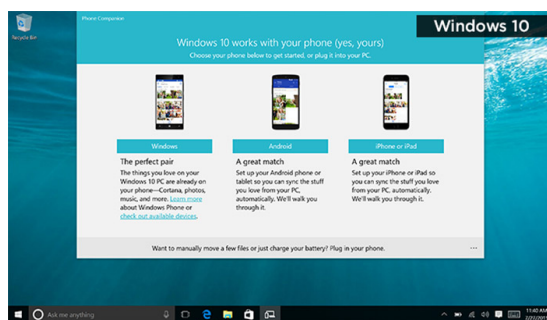 Windows 10
Recycle Bin
Phone Companion
Windows 10 works with your phone (yes, yours)
Choose your phone below to get started, or plug it into your PC.
Windows
The perfect pair
The things you love on your
Windows 10 PC are already on
your phone—Cortana, photos,
music, and more. Learn more
about Windows Phone or
check out available devices.
Android
A great match
Set up your Android phone or
tablet so you can sync the stuff
you love from your PC,
automatically. We'll walk you
through it.
iPhone or iPad
A great match
Set up your iPhone or iPad so
you can sync the stuff you love
from your PC, automatically.
We'll walk you through it.
Want to manually move a few files or just charge your battery? Plug in your phone.
...
Ask me anything
11:40 AM